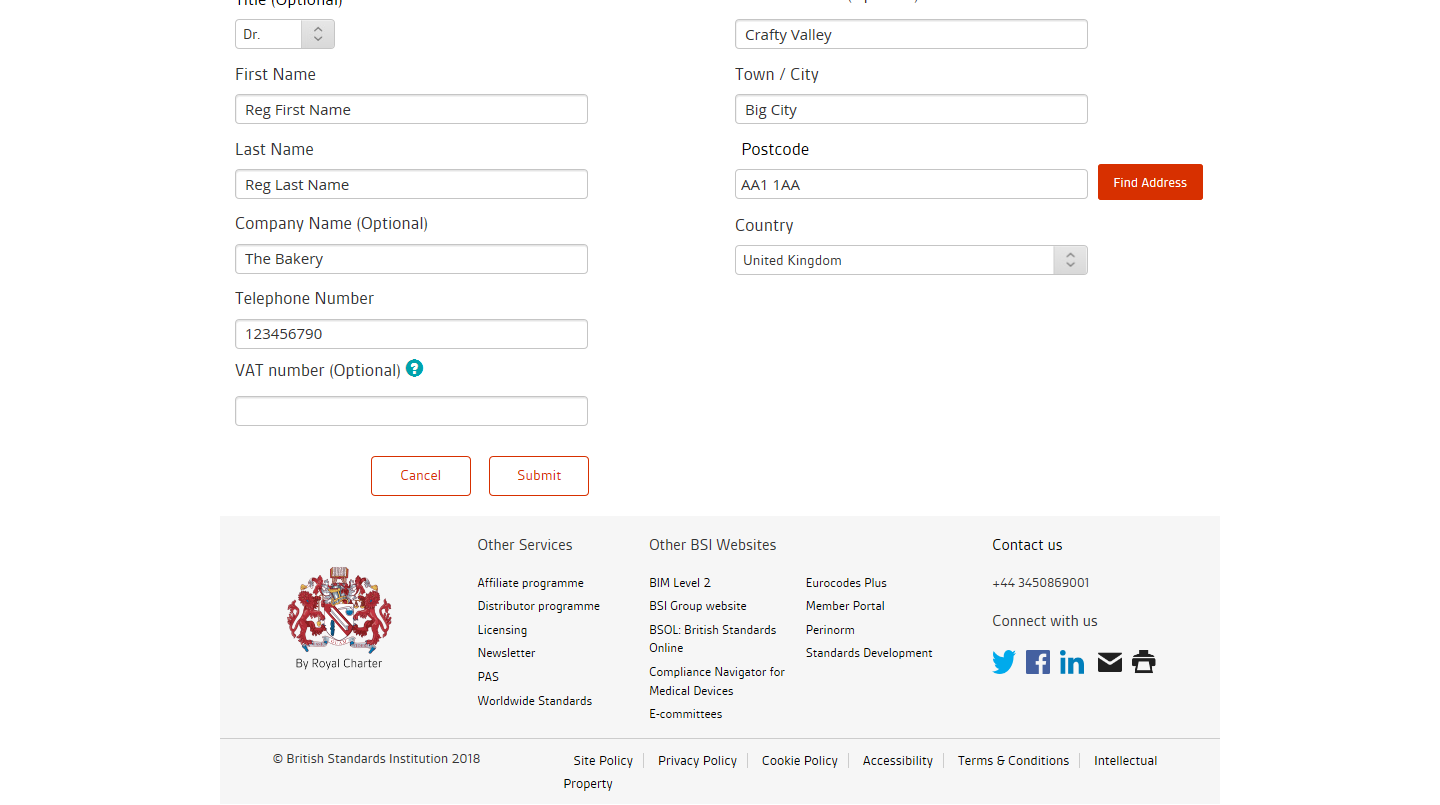 Title (Optional)
Dr.
First Name
Reg First Name
Last Name
Reg Last Name
Company Name (Optional)
The Bakery
Telephone Number
123456790
VAT number (Optional) ?
Cancel
Submit
Crafty Valley
Town / City
Big City
Postcode
AA1 1AA
Find Address
Country
United Kingdom
By Royal Charter
Other Services
Affiliate programme
Distributor programme
Licensing
Newsletter
PAS
Worldwide Standards
Other BSI Websites
BIM Level 2
BSI Group website
BSOL: British Standards
Online
Compliance Navigator for
Medical Devices
E-committees
Eurocodes Plus
Member Portal
Perinorm
Standards Development
Contact us
+44 3450869001
Connect with us
© British Standards Institution 2018
Site Policy
Privacy Policy
Cookie Policy
Accessibility
Terms & Conditions
Intellectual
Property